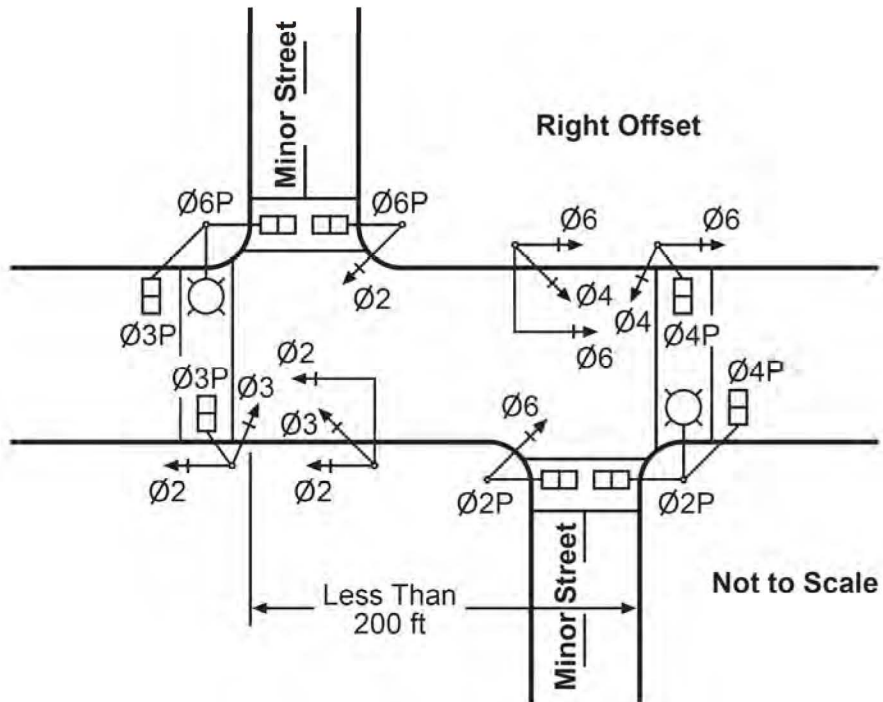 Minor Street
Right Offset
Ø6P
Ø6P
Ø6
Ø6
Ø2
Ø4
Ø4
Ø3P
Ø4P
Ø6
Ø3P
Ø3
Ø2
Ø4P
Ø3
Ø6
Ø2
Ø2
Ø2P
Ø2P
Less Than
200 ft
Minor Street
Not to Scale